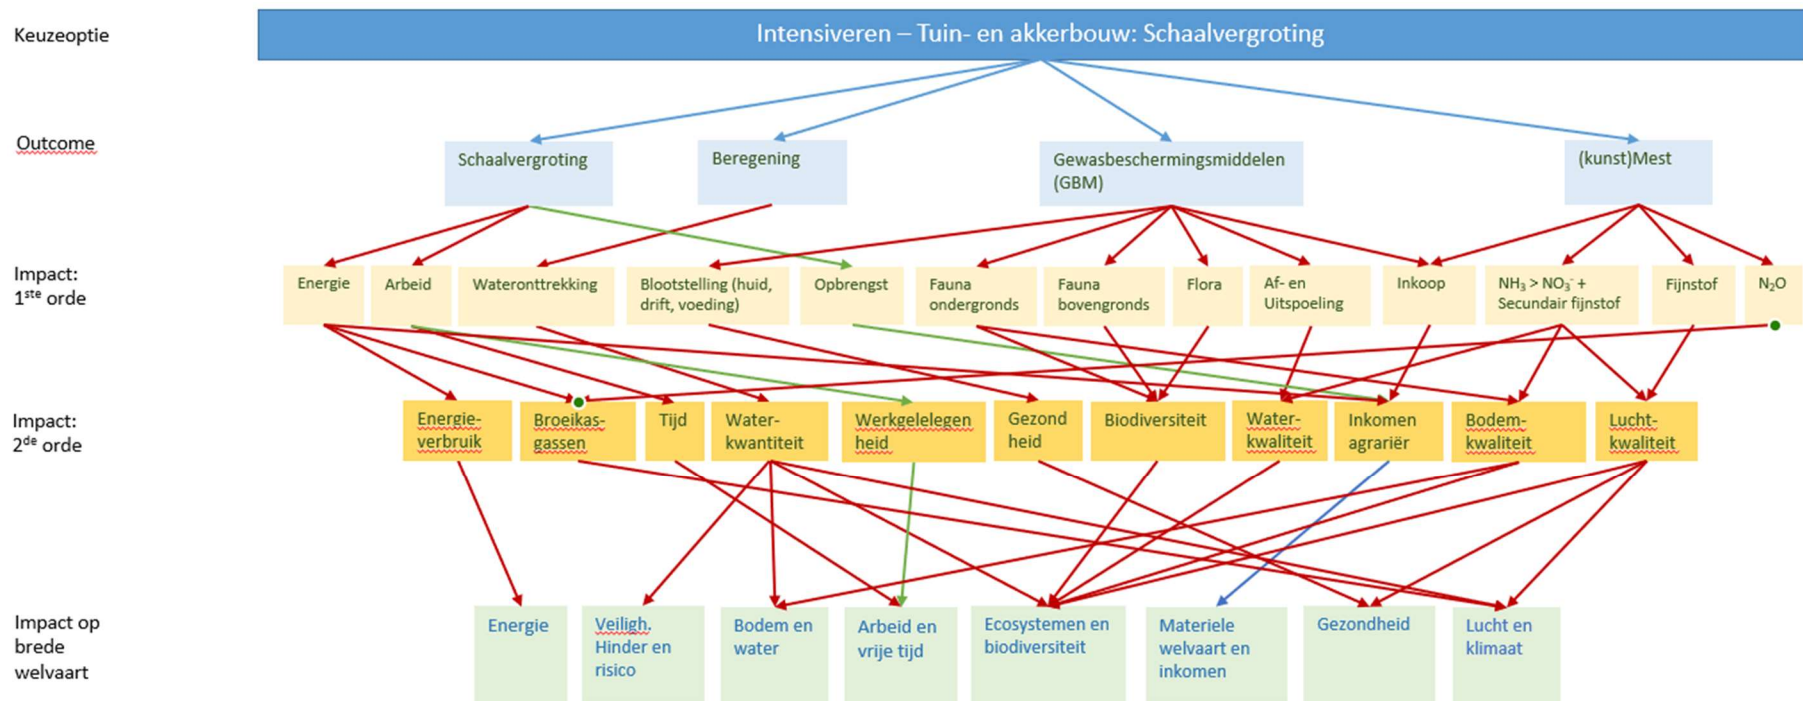 Keuzeoptie
Intensiveren – Tuin- en akkerbouw: Schaalvergroting
Outcome
Schaalvergroting
Beregening
Gewasbeschermingsmiddelen
(GBM)
(kunst)Mest
Impact:
1ste orde
Energie
Arbeid
Wateronttrekking
Blootstelling (huid,
drift, voeding)
Opbrengst
Fauna
ondergronds
Fauna
bovengronds
Flora
Af- en
Uitspoeling
Inkoop
NH₃ > NO₃⁻ +
Secundair fijnstof
Fijnstof
N₂O
Impact:
2de orde
Energie-
verbruik
Broeikas-
gassen
Tijd
Water-
kwantiteit
Werkgelelegen
heid
Gezond
heid
Biodiversiteit
Water-
kwaliteit
Inkomen
agrariër
Bodem-
kwaliteit
Lucht-
kwaliteit
Impact op
brede
welvaart
Energie
Veiligh.
Hinder en
risico
Bodem en
water
Arbeid en
vrije tijd
Ecosystemen en
biodiversiteit
Materiele
welvaart en
inkomen
Gezondheid
Lucht en
klimaat